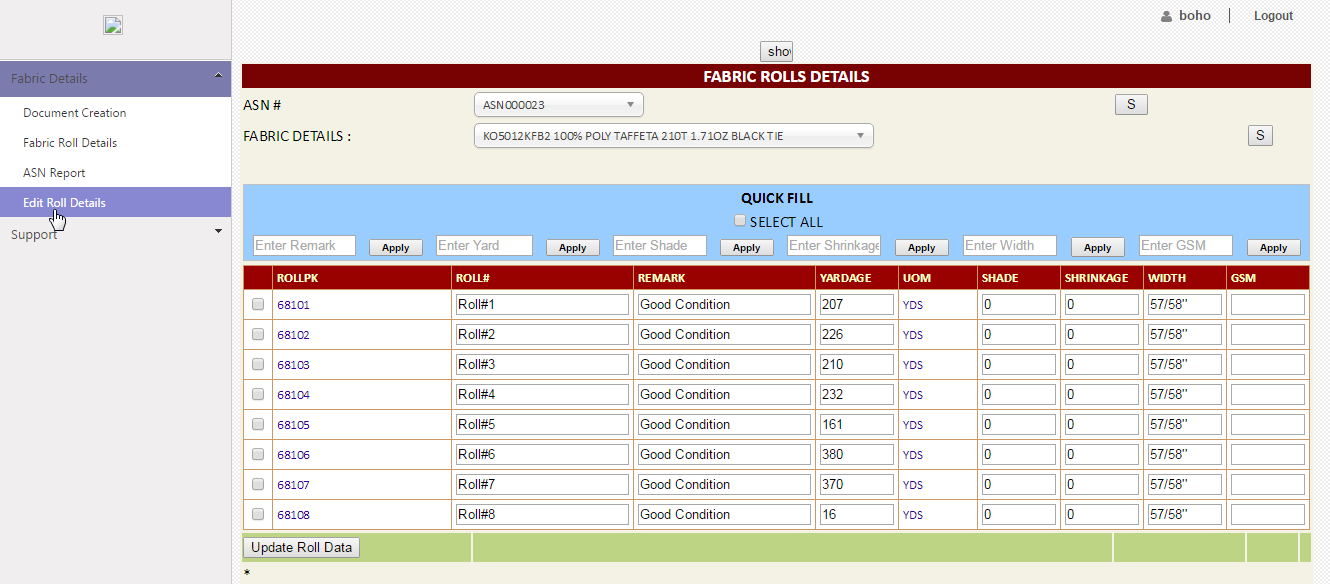 boho Logout
sho
Fabric Details
Document Creation
Fabric Roll Details
ASN Report
Edit Roll Details
Support
FABRIC ROLLS DETAILS
ASN # ASN000023 S
FABRIC DETAILS : KO5012KFB2 100% POLY TAFFETA 210T 1.71OZ BLACK TIE S
QUICK FILL
SELECT ALL
Enter Remark Apply Enter Yard Apply Enter Shade Apply Enter Shrinkage Apply Enter Width Apply Enter GSM Apply
ROLLPK ROLL# REMARK YARDAGE UOM SHADE SHRINKAGE WIDTH GSM
68101 Roll#1 Good Condition 207 YDS 0 0 57/58"
68102 Roll#2 Good Condition 226 YDS 0 0 57/58"
68103 Roll#3 Good Condition 210 YDS 0 0 57/58"
68104 Roll#4 Good Condition 232 YDS 0 0 57/58"
68105 Roll#5 Good Condition 161 YDS 0 0 57/58"
68106 Roll#6 Good Condition 380 YDS 0 0 57/58"
68107 Roll#7 Good Condition 370 YDS 0 0 57/58"
68108 Roll#8 Good Condition 16 YDS 0 0 57/58"
Update Roll Data
*